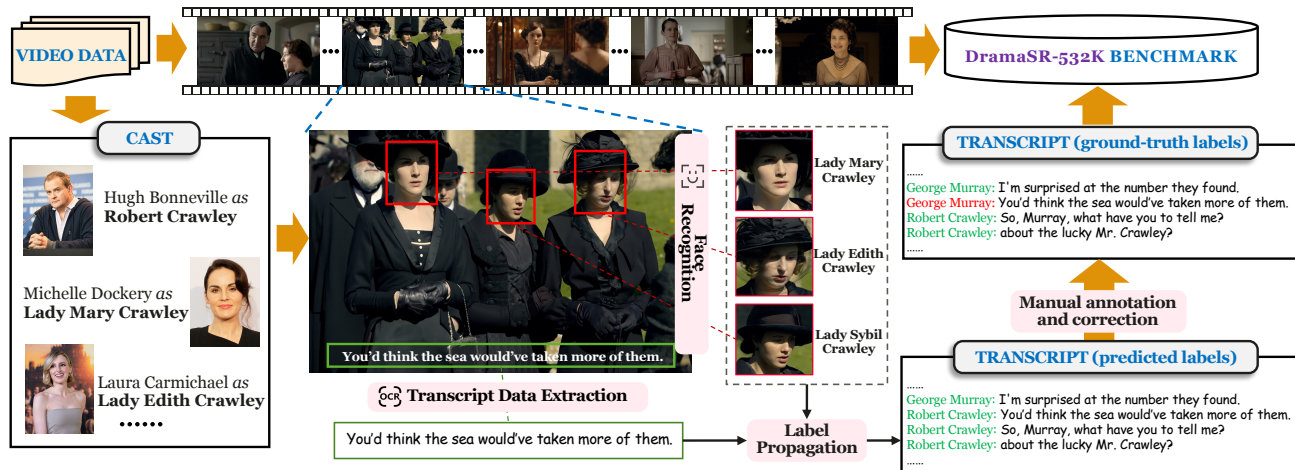 VIDEO DATA
DramaSR-532K BENCHMARK
CAST
Hugh Bonneville as
Robert Crawley
Michelle Dockery as
Lady Mary Crawley
Laura Carmichael as
Lady Edith Crawley
......
You'd think the sea would've taken more of them.
Face
Recognition
Lady Mary
Crawley
Lady Edith
Crawley
Lady Sybil
Crawley
OCR
Transcript Data Extraction
You'd think the sea would've taken more of them.
Label
Propagation
TRANSCRIPT (ground-truth labels)
......
George Murray: I'm surprised at the number they found.
George Murray: You'd think the sea would've taken more of them.
Robert Crawley: So, Murray, what have you to tell me?
Robert Crawley: about the lucky Mr. Crawley?
......
Manual annotation
and correction
TRANSCRIPT (predicted labels)
......
George Murray: I'm surprised at the number they found.
Robert Crawley: You'd think the sea would've taken more of them.
Robert Crawley: So, Murray, what have you to tell me?
Robert Crawley: about the lucky Mr. Crawley?
......